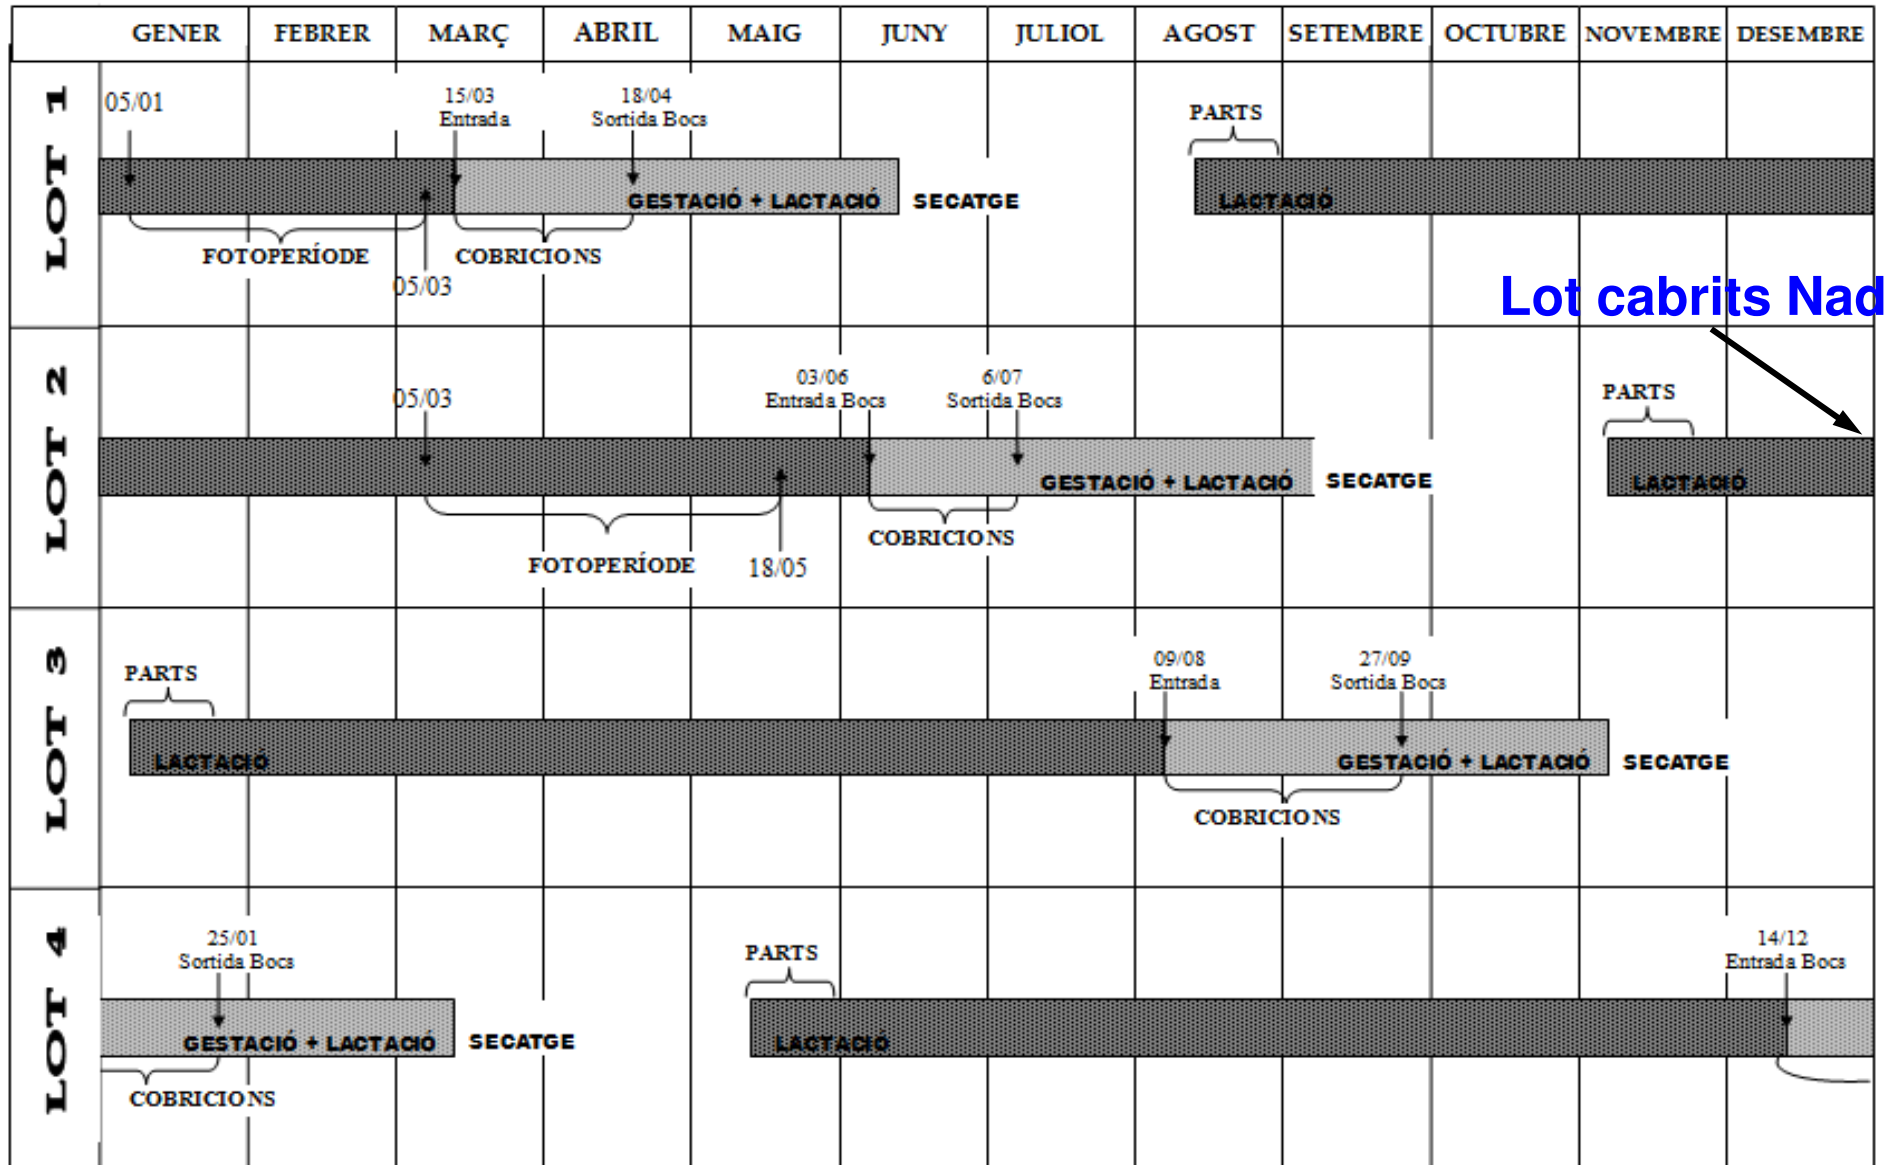 GENER FEBRER MARÇ ABRIL MAIG JUNY JULIOL AGOST SETEMBRE OCTUBRE NOVEMBRE DESEMBRE
LOT 1
05/01
15/03
Entrada
18/04
Sortida Bocs
PARTS
GESTACIÓ + LACTACIÓ
SECATGE
LACTACIÓ
FOTOPERÍODE
COBRICIONS
05/03
Lot cabrits Nad
LOT 2
05/03
03/06
Entrada Bocs
6/07
Sortida Bocs
PARTS
GESTACIÓ + LACTACIÓ
SECATGE
LACTACIÓ
COBRICIONS
FOTOPERÍODE
18/05
LOT 3
PARTS
09/08
Entrada
27/09
Sortida Bocs
LACTACIÓ
GESTACIÓ + LACTACIÓ
SECATGE
COBRICIONS
LOT 4
25/01
Sortida Bocs
PARTS
14/12
Entrada Bocs
GESTACIÓ + LACTACIÓ
SECATGE
LACTACIÓ
COBRICIONS